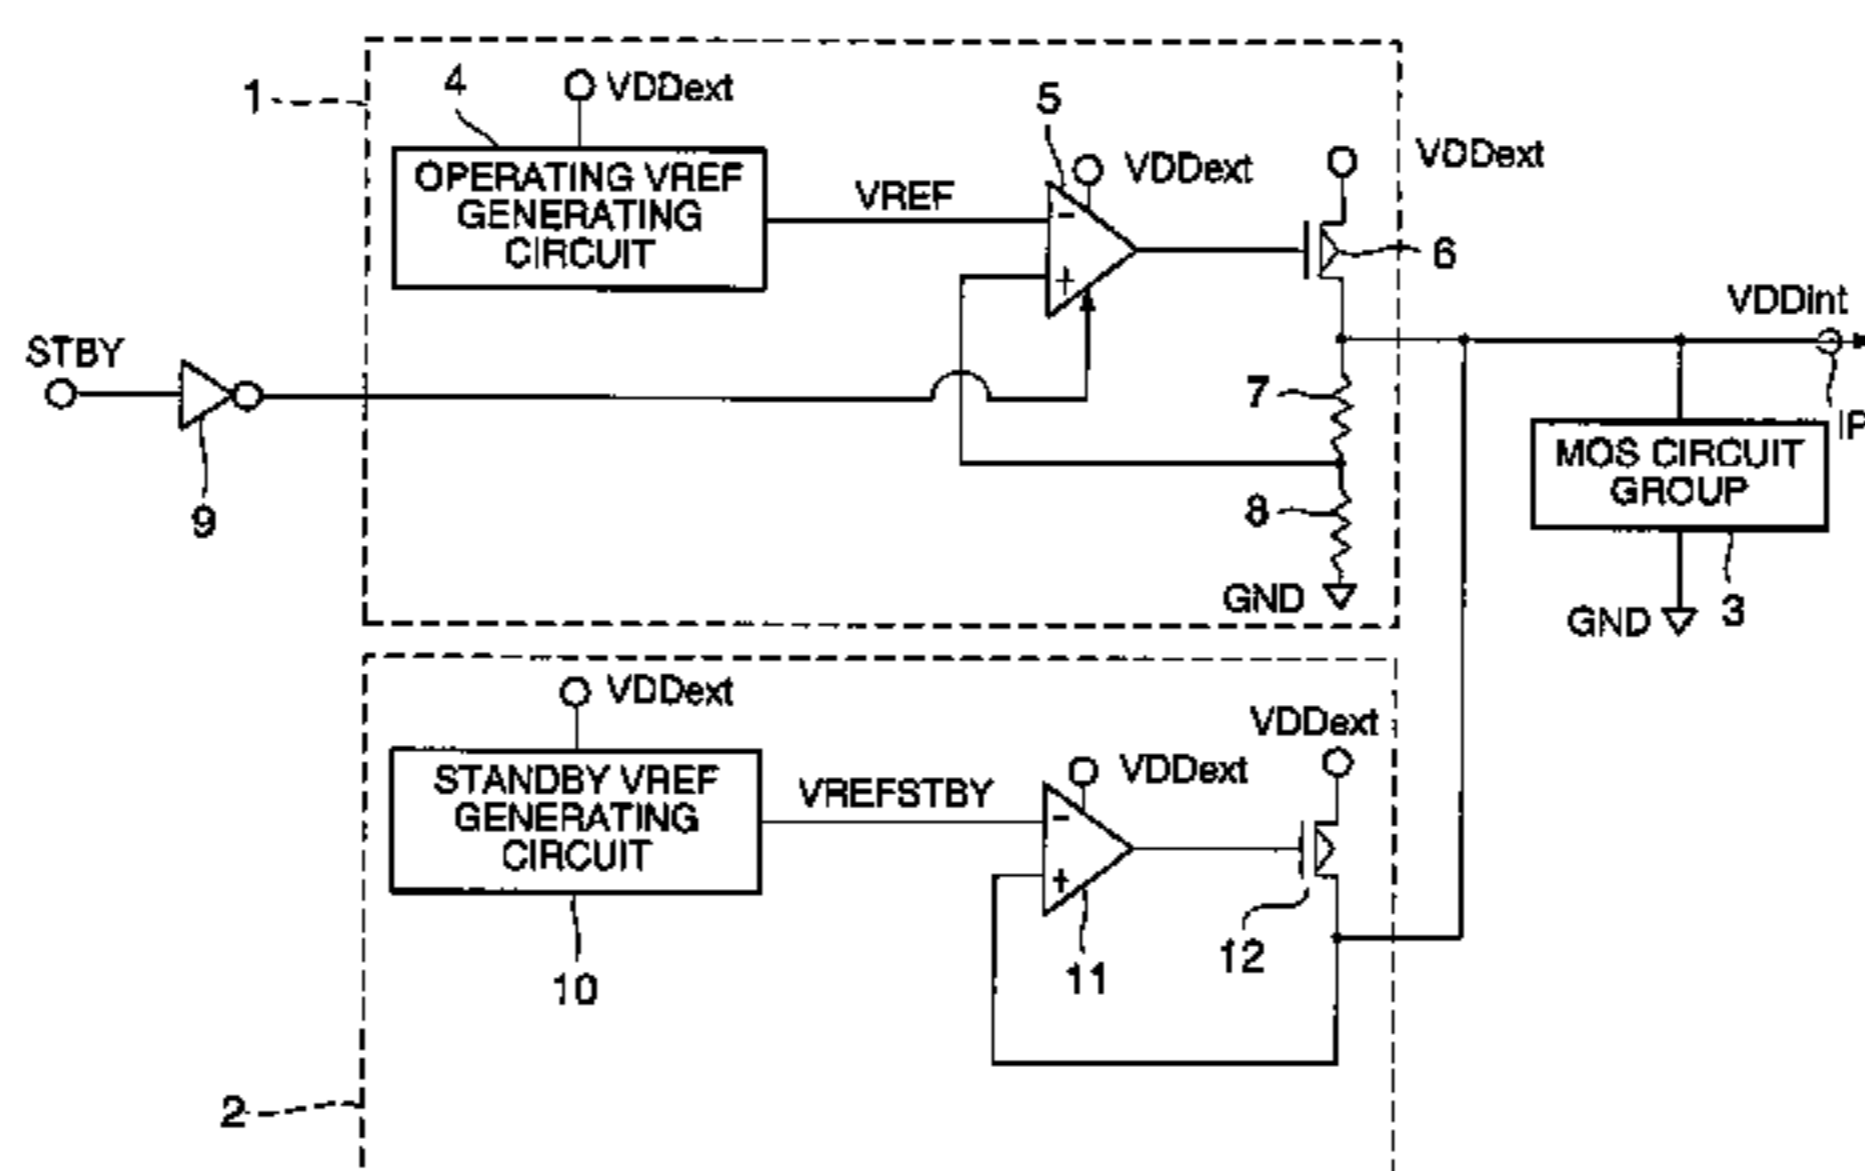 1
4
VDDext
OPERATING VREF
GENERATING
CIRCUIT
VREF
5
VDDext
-
+
VDDext
6
STBY
9
7
8
GND
VDDint
IP
MOS CIRCUIT
GROUP
GND
3
2
VDDext
STANDBY VREF
GENERATING
CIRCUIT
10
VREFSTBY
VDDext
-
+
11
VDDext
12